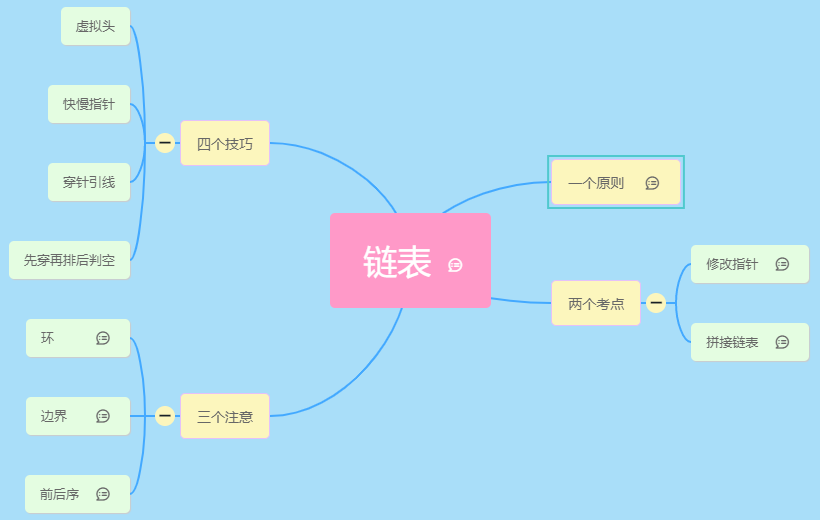 链表
四个技巧
虚拟头
快慢指针
穿针引线
先穿再排后判空
三个注意
环
边界
前后序
一个原则
两个考点
修改指针
拼接链表